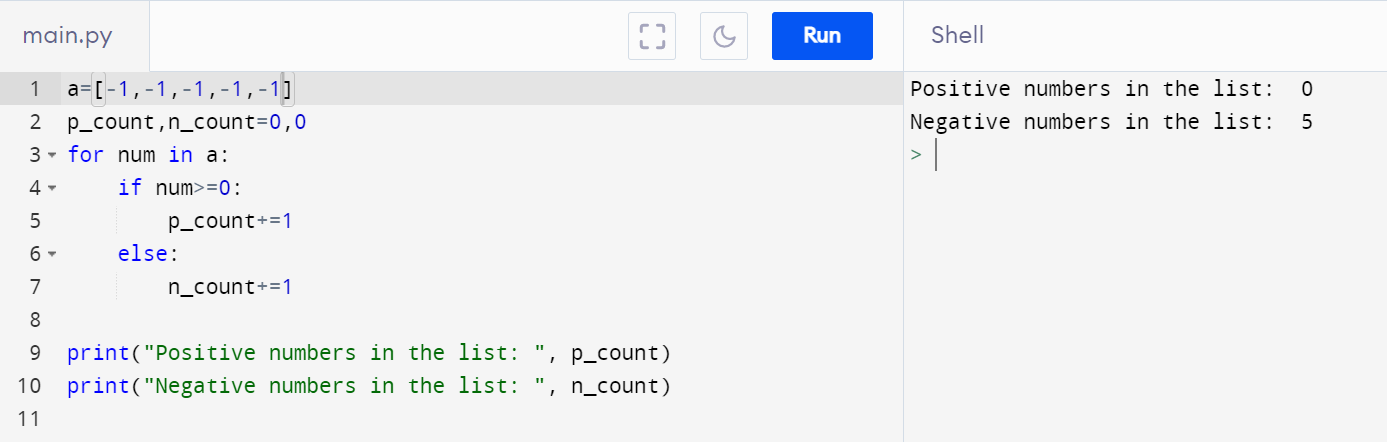 main.py
Run
Shell
1 a=[-1,-1,-1,-1,-1]
2 p_count,n_count=0,0
3 for num in a:
4     if num>=0:
5         p_count+=1
6     else:
7         n_count+=1
8
9 print("Positive numbers in the list: ", p_count)
10 print("Negative numbers in the list: ", n_count)
11
Positive numbers in the list:  0
Negative numbers in the list:  5
>